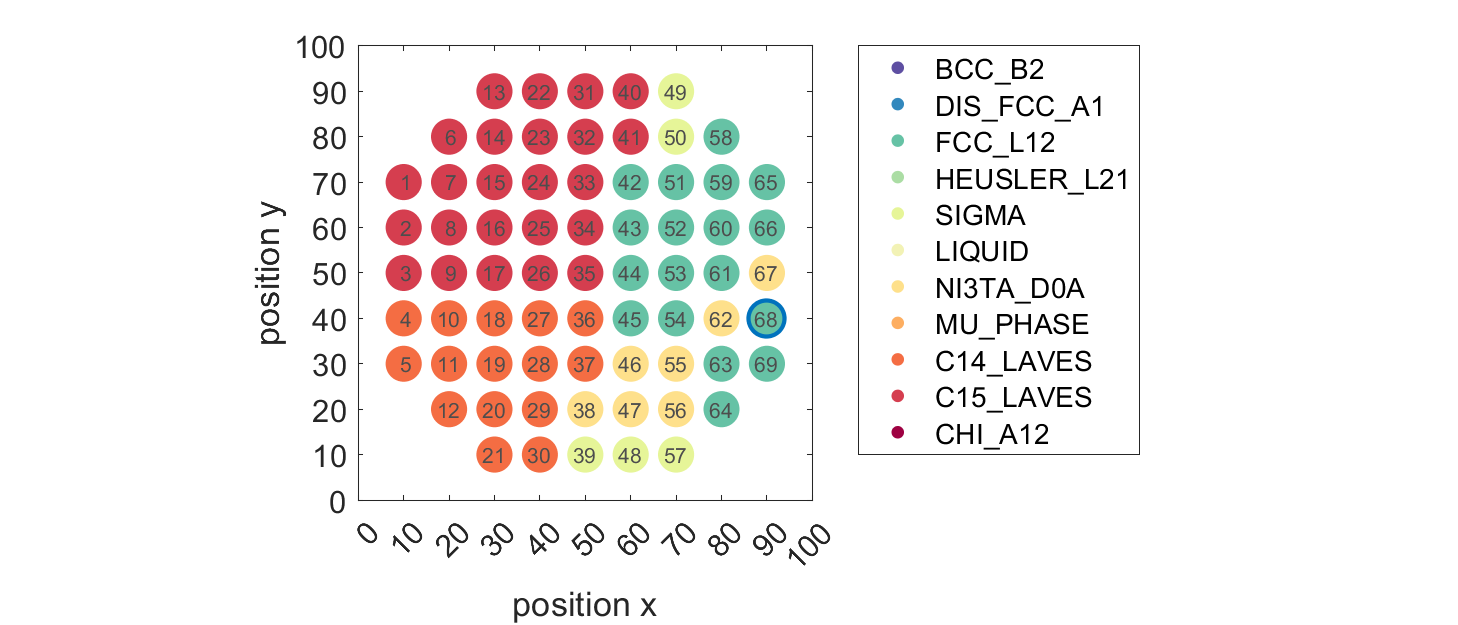 100
90
80
70
60
50
40
30
20
10
0
position y
13 22 31 40 49
6 14 23 32 41 50 58
1 7 15 24 33 42 51 59 65
2 8 16 25 34 43 52 60 66
3 9 17 26 35 44 53 61 67
4 10 18 27 36 45 54 62 68
5 11 19 28 37 46 55 63 69
12 20 29 38 47 56 64
21 30 39 48 57
0 10 20 30 40 50 60 70 80 90 100
position x
BCC_B2
DIS_FCC_A1
FCC_L12
HEUSLER_L21
SIGMA
LIQUID
NI3TA_D0A
MU_PHASE
C14_LAVES
C15_LAVES
CHI_A12